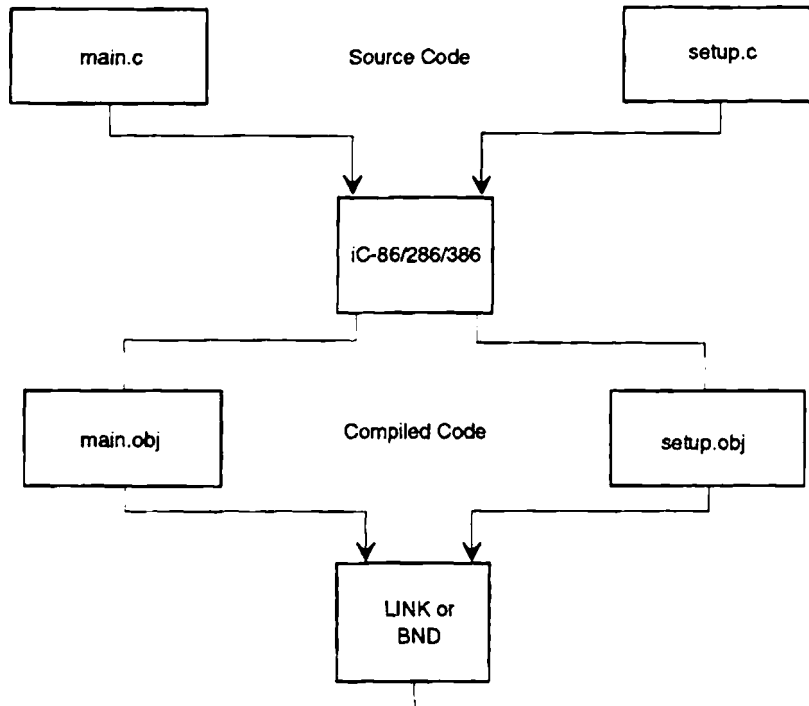 main.c
Source Code
setup.c
iC-86/286/386
main.obj
Compiled Code
setup.obj
LINK or
BND